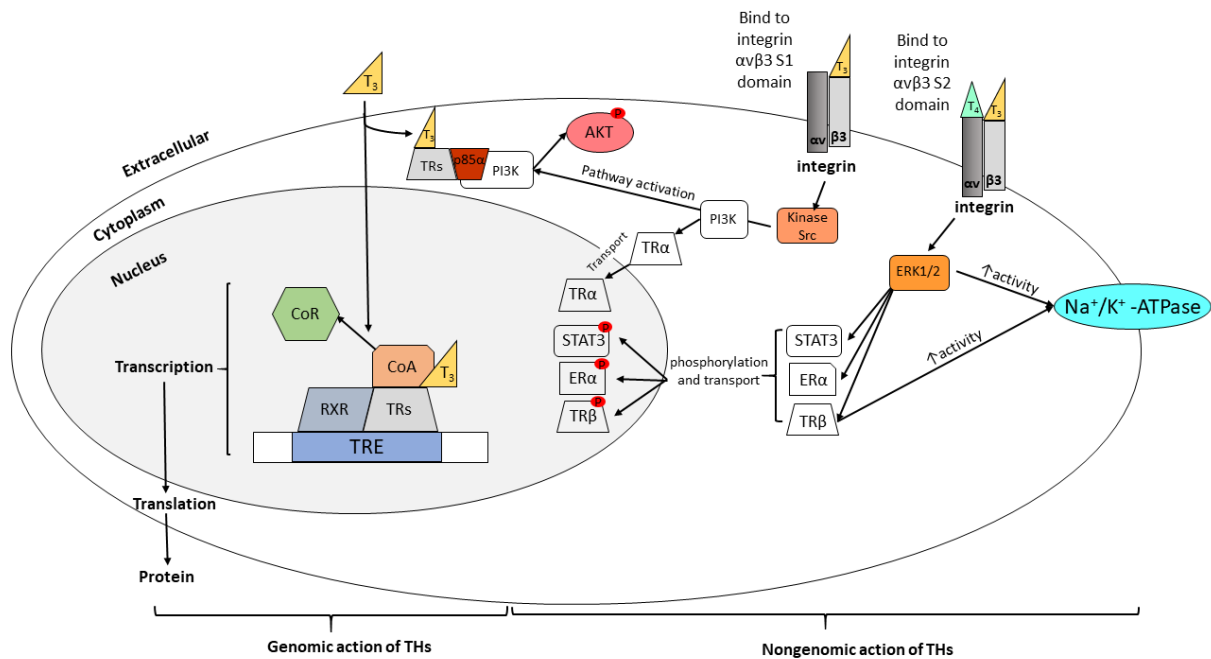 Bind to
integrin
αvβ3 S1
domain
T3
αv
β3
integrin
Bind to
integrin
αvβ3 S2
domain
T4
T3
αv
β3
integrin
T3
Extracellular
T3
TRs
p85α
PI3K
AKT
P
Pathway activation
PI3K
Kinase
Src
Cytoplasm
Nucleus
Transport
TRα
TRα
ERK1/2
↑activity
Na⁺/K⁺ -ATPase
↑activity
STAT3
P
ERα
P
TRβ
P
phosphorylation
and transport
STAT3
ERα
TRβ
CoR
CoA
T3
RXR
TRs
TRE
Transcription
Translation
Protein
Genomic action of THs
Nongenomic action of THs